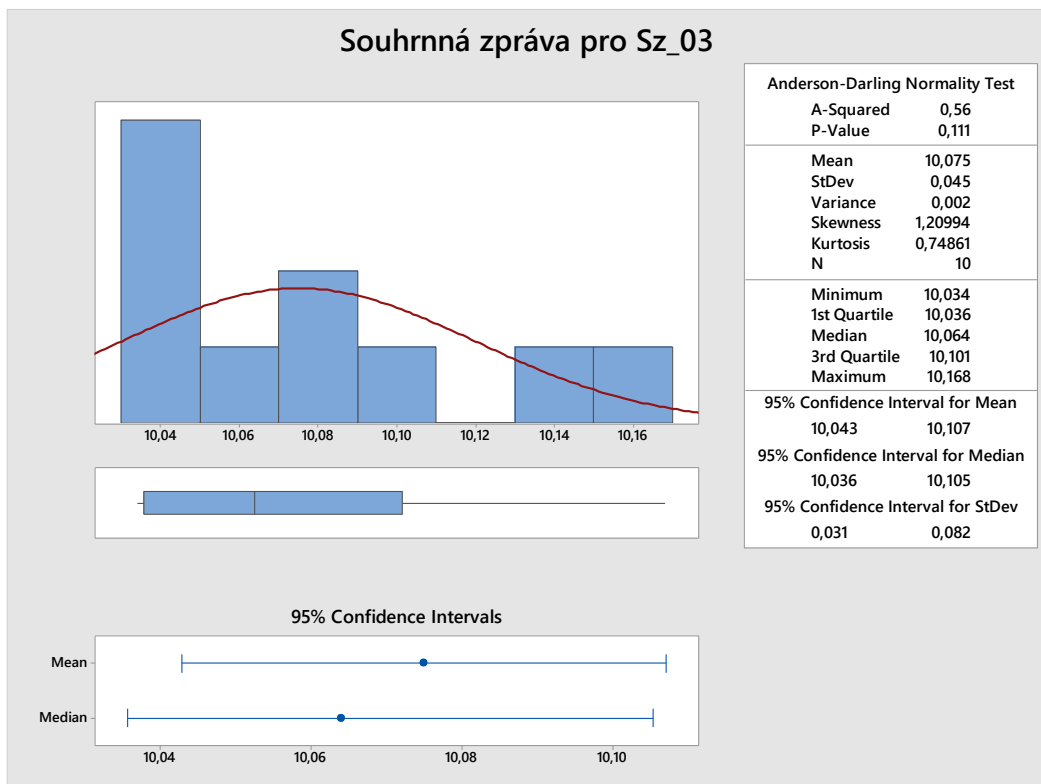 Souhrnná zpráva pro Sz_03
10,04 10,06 10,08 10,10 10,12 10,14 10,16
Anderson-Darling Normality Test
A-Squared 0,56
P-Value 0,111
Mean 10,075
StDev 0,045
Variance 0,002
Skewness 1,20994
Kurtosis 0,74861
N 10
Minimum 10,034
1st Quartile 10,036
Median 10,064
3rd Quartile 10,101
Maximum 10,168
95% Confidence Interval for Mean
10,043 10,107
95% Confidence Interval for Median
10,036 10,105
95% Confidence Interval for StDev
0,031 0,082
95% Confidence Intervals
Mean
Median
10,04 10,06 10,08 10,10